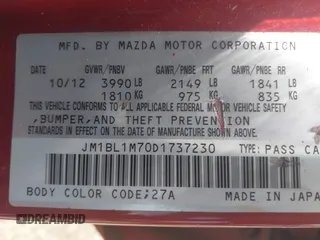 MFD. BY MAZDA MOTOR CORPORATION
GVWR/PNBV GAWR/PNBE FRT GAWR/PNBE RR
10/12 3990 LB 2149 LB 1841 LB
1810 KG 975 KG 835 KG
THIS VEHICLE CONFORMS TO ALL APPLICABLE FEDERAL MOTOR VEHICLE SAFETY,
BUMPER, AND THEFT PREVENTION
STANDARDS IN EFFECT ON THE DATE OF MANUFACTURE SHOWN ABOVE.
JM1BL1M70D1737230 TYPE: PASS CA
BODY COLOR CODE;27A MADE IN JAPA
DREAMBID